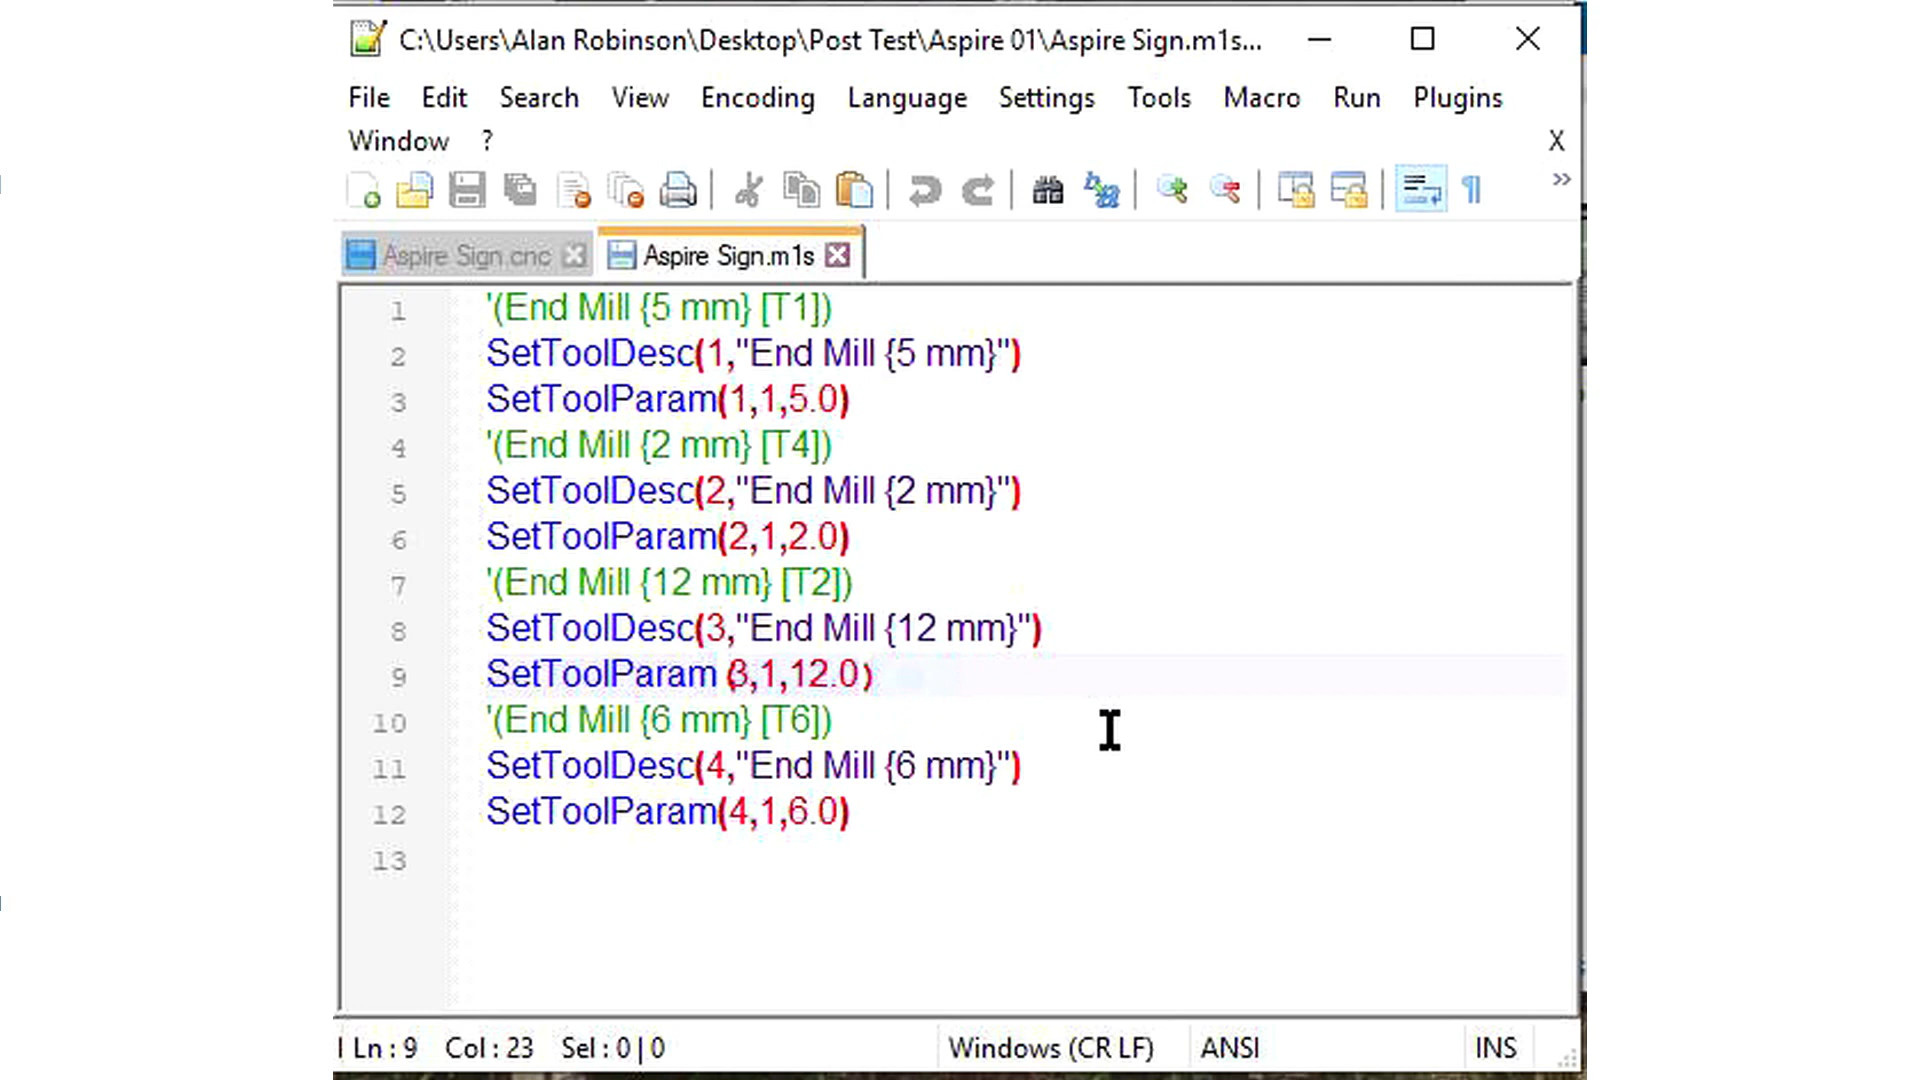 C:\Users\Alan Robinson\Desktop\Post Test\Aspire 01\Aspire Sign.m1s...
File Edit Search View Encoding Language Settings Tools Macro Run Plugins
Window ? X
Aspire Sign.cnc Aspire Sign.m1s
1 '(End Mill {5 mm} [T1])
2 SetToolDesc(1,"End Mill {5 mm}")
3 SetToolParam(1,1,5.0)
4 '(End Mill {2 mm} [T4])
5 SetToolDesc(2,"End Mill {2 mm}")
6 SetToolParam(2,1,2.0)
7 '(End Mill {12 mm} [T2])
8 SetToolDesc(3,"End Mill {12 mm}")
9 SetToolParam (3,1,12.0)
10 '(End Mill {6 mm} [T6])
11 SetToolDesc(4,"End Mill {6 mm}")
12 SetToolParam(4,1,6.0)
13
Ln : 9 Col : 23 Sel : 0 | 0 Windows (CR LF) ANSI INS